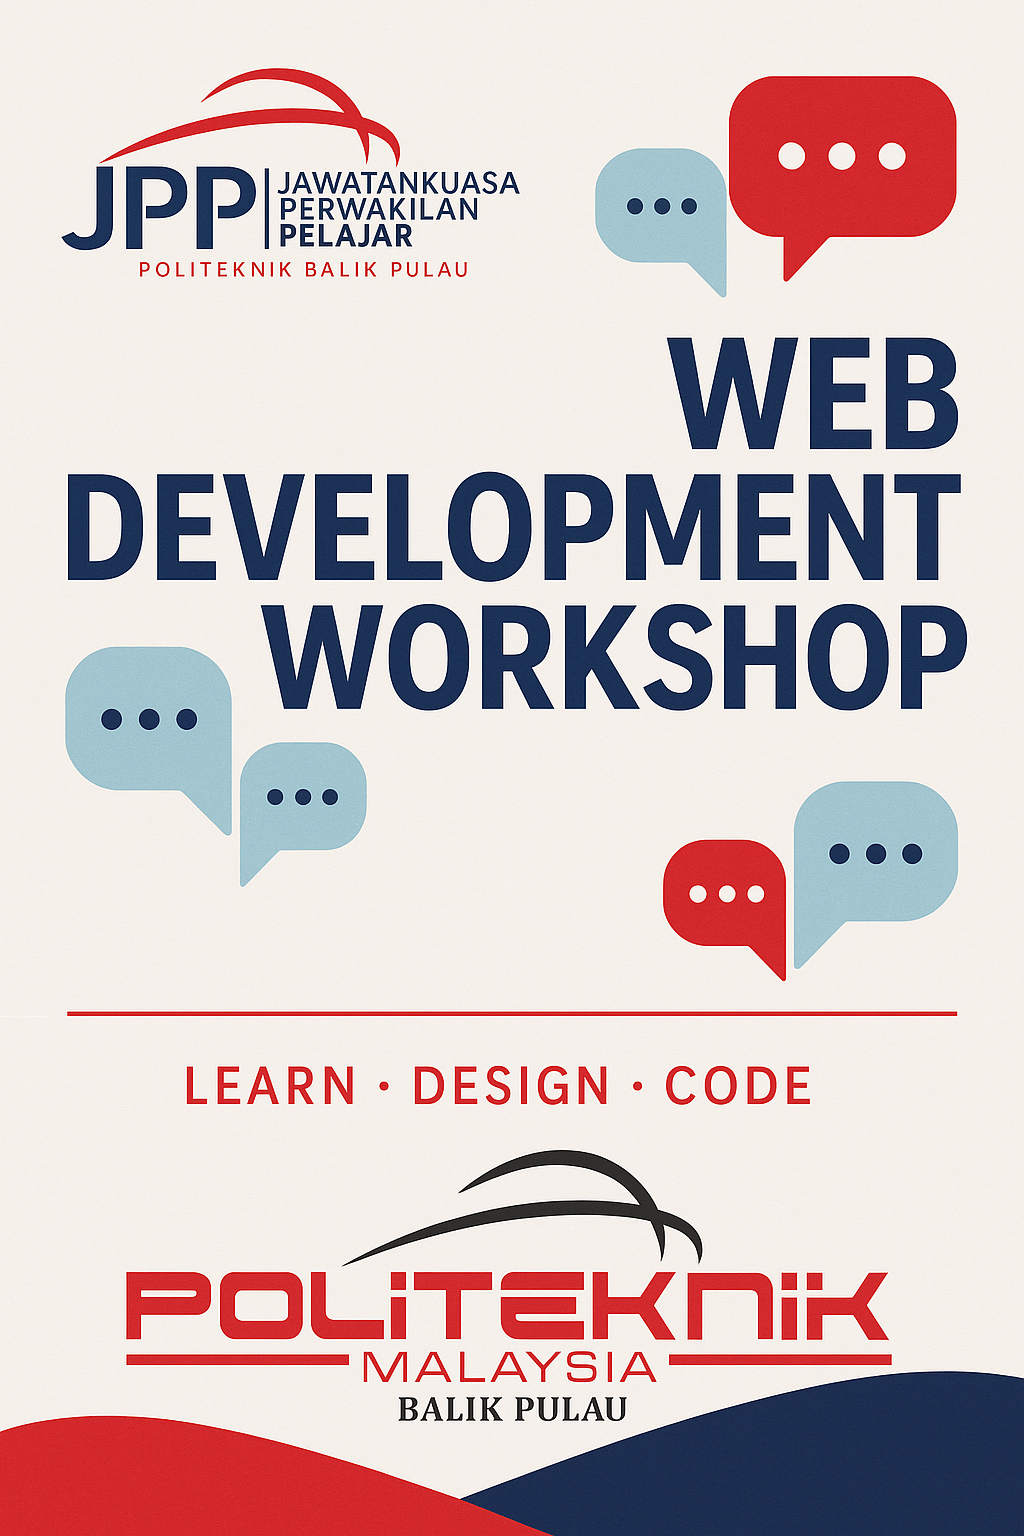 JPP
JAWATANKUASA
PERWAKILAN
PELAJAR
POLITEKNIK BALIK PULAU
WEB
DEVELOPMENT
WORKSHOP
LEARN · DESIGN · CODE
POLITEKNIK
MALAYSIA
BALIK PULAU